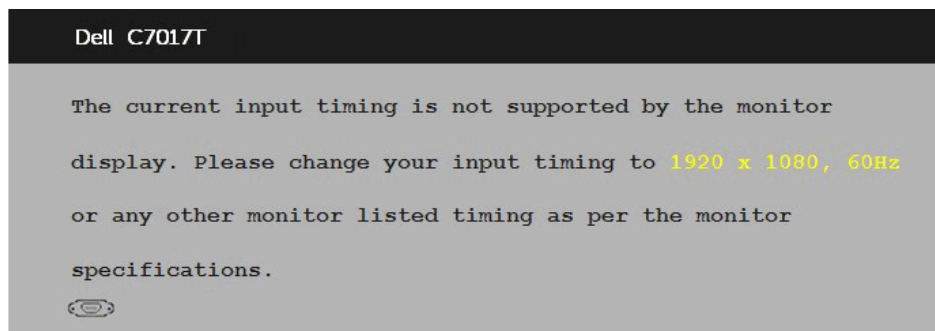 Dell C7017T
The current input timing is not supported by the monitor
display. Please change your input timing to 1920 x 1080, 60Hz
or any other monitor listed timing as per the monitor
specifications.